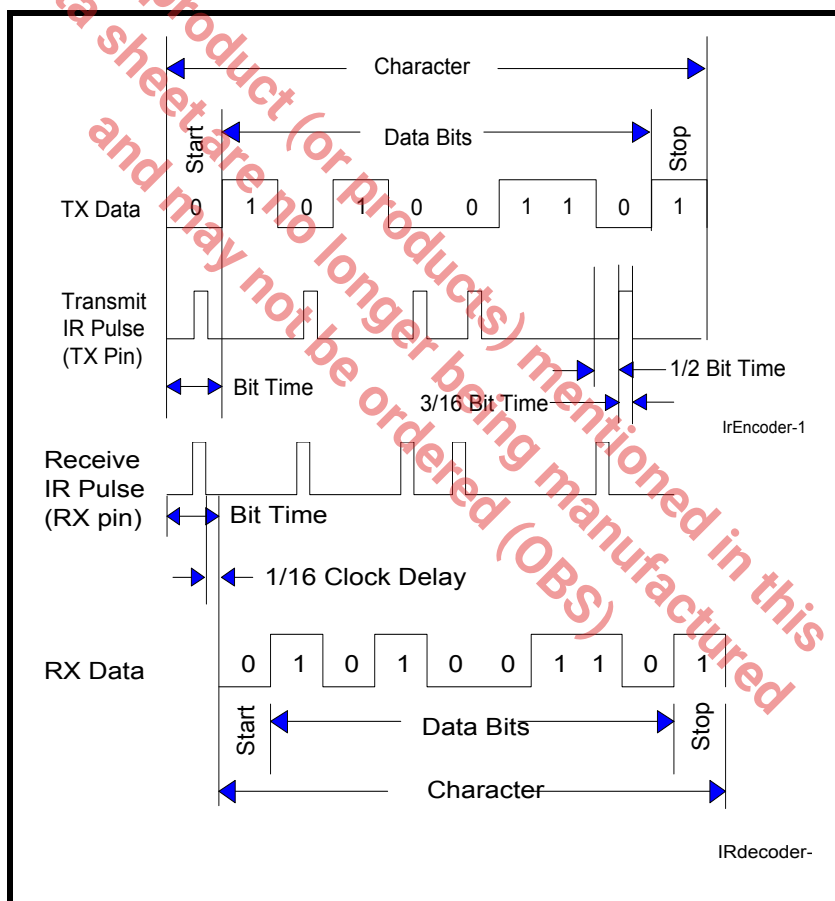 product (or products) mentioned in this
ta sheet are no longer being manufactured
and may not be ordered (OBS)
Character
Start
Data Bits
Stop
TX Data
0 1 0 1 0 0 1 1 0 1
Transmit
IR Pulse
(TX Pin)
Bit Time
1/2 Bit Time
3/16 Bit Time
IrEncoder-1
Receive
IR Pulse
(RX pin)
Bit Time
1/16 Clock Delay
RX Data
0 1 0 1 0 0 1 1 0 1
Start
Data Bits
Stop
Character
IRdecoder-